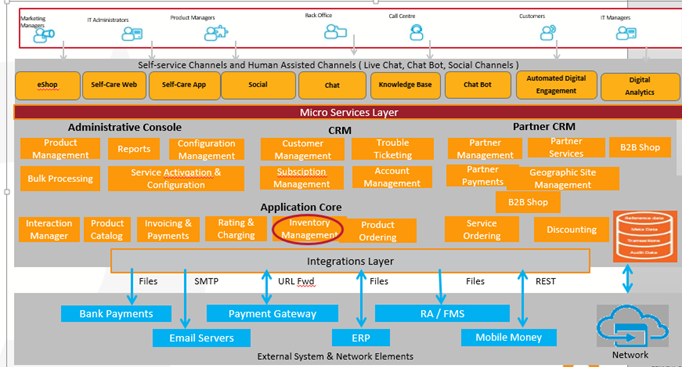 Marketing
Managers
IT Administrators
Product Managers
Back Office
Call Centre
Customers
IT Managers
Self-service Channels and Human Assisted Channels ( Live Chat, Chat Bot, Social Channels )
eShop
Self-Care Web
Self-Care App
Social
Chat
Knowledge Base
Chat Bot
Automated Digital
Engagement
Digital
Analytics
Micro Services Layer
Administrative Console
CRM
Partner CRM
Product
Management
Reports
Configuration
Management
Customer
Management
Trouble
Ticketing
Partner
Management
Partner
Services
B2B Shop
Bulk Processing
Service Activgation &
Configuration
Subsciption
Management
Account
Management
Partner
Payments
Geographic Site
Management
B2B Shop
Application Core
Interaction
Manager
Product
Catalog
Invoicing &
Payments
Rating &
Charging
Inventory
Management
Product
Ordering
Service
Ordering
Discounting
Reference data
Transactions
Integrations Layer
Files
SMTP
URL Fwd
Files
Files
REST
Bank Payments
Payment Gateway
RA / FMS
Email Servers
ERP
Mobile Money
Network
External System & Network Elements